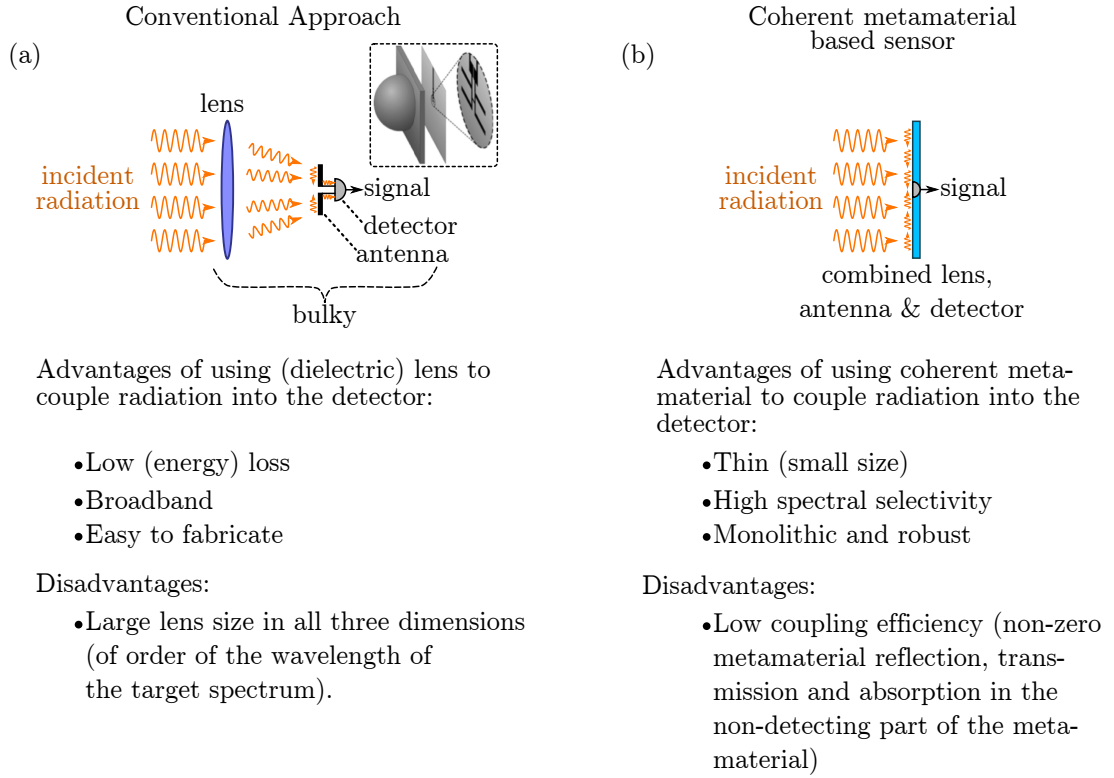 Conventional Approach
(a)
lens
incident
radiation
signal
detector
antenna
bulky
Advantages of using (dielectric) lens to
couple radiation into the detector:
•Low (energy) loss
•Broadband
•Easy to fabricate
Disadvantages:
•Large lens size in all three dimensions
(of order of the wavelength of
the target spectrum).
Coherent metamaterial
based sensor
(b)
incident
radiation
signal
combined lens,
antenna & detector
Advantages of using coherent meta-
material to couple radiation into the
detector:
•Thin (small size)
•High spectral selectivity
•Monolithic and robust
Disadvantages:
•Low coupling efficiency (non-zero
metamaterial reflection, trans-
mission and absorption in the
non-detecting part of the meta-
material)